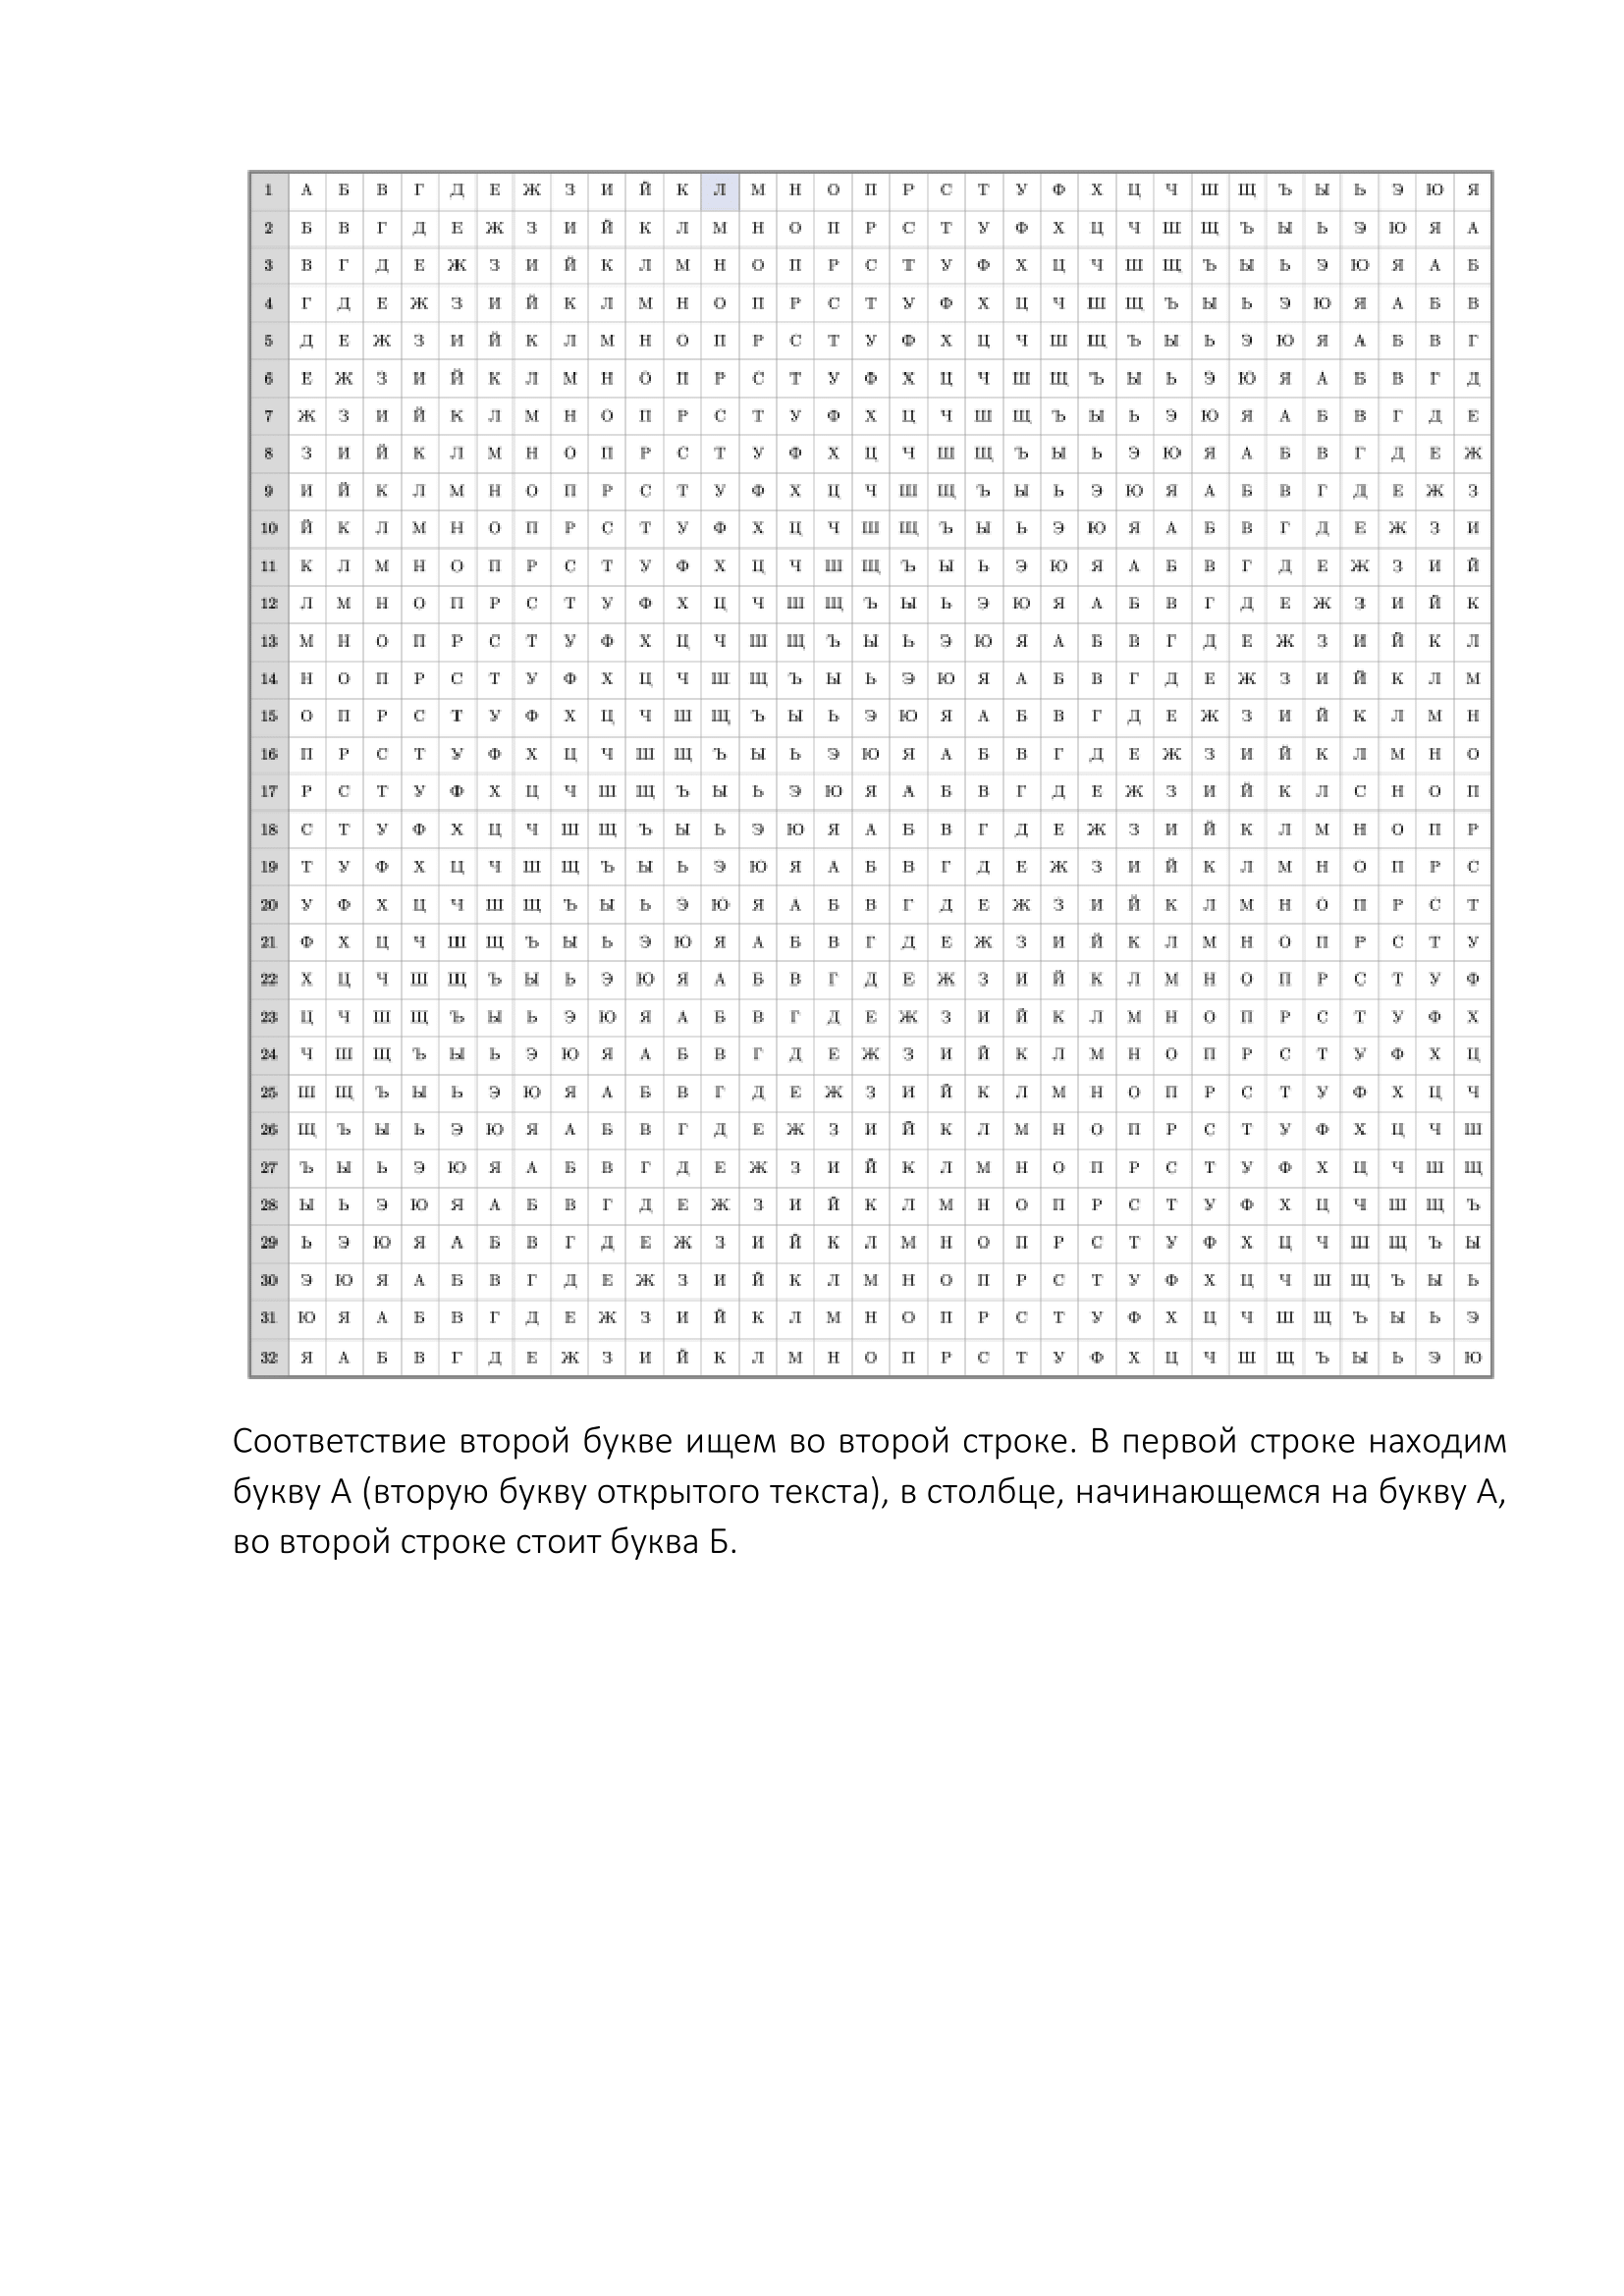 1 А Б В Г Д Е Ж З И Й К Л М Н О П Р С Т У Ф Х Ц Ч Ш Щ Ъ Ы Ь Э Ю Я
2 Б В Г Д Е Ж З И Й К Л М Н О П Р С Т У Ф Х Ц Ч Ш Щ Ъ Ы Ь Э Ю Я А
3 В Г Д Е Ж З И Й К Л М Н О П Р С Т У Ф Х Ц Ч Ш Щ Ъ Ы Ь Э Ю Я А Б
4 Г Д Е Ж З И Й К Л М Н О П Р С Т У Ф Х Ц Ч Ш Щ Ъ Ы Ь Э Ю Я А Б В
5 Д Е Ж З И Й К Л М Н О П Р С Т У Ф Х Ц Ч Ш Щ Ъ Ы Ь Э Ю Я А Б В Г
6 Е Ж З И Й К Л М Н О П Р С Т У Ф Х Ц Ч Ш Щ Ъ Ы Ь Э Ю Я А Б В Г Д
7 Ж З И Й К Л М Н О П Р С Т У Ф Х Ц Ч Ш Щ Ъ Ы Ь Э Ю Я А Б В Г Д Е
8 З И Й К Л М Н О П Р С Т У Ф Х Ц Ч Ш Щ Ъ Ы Ь Э Ю Я А Б В Г Д Е Ж
9 И Й К Л М Н О П Р С Т У Ф Х Ц Ч Ш Щ Ъ Ы Ь Э Ю Я А Б В Г Д Е Ж З
10 Й К Л М Н О П Р С Т У Ф Х Ц Ч Ш Щ Ъ Ы Ь Э Ю Я А Б В Г Д Е Ж З И
11 К Л М Н О П Р С Т У Ф Х Ц Ч Ш Щ Ъ Ы Ь Э Ю Я А Б В Г Д Е Ж З И Й
12 Л М Н О П Р С Т У Ф Х Ц Ч Ш Щ Ъ Ы Ь Э Ю Я А Б В Г Д Е Ж З И Й К
13 М Н О П Р С Т У Ф Х Ц Ч Ш Щ Ъ Ы Ь Э Ю Я А Б В Г Д Е Ж З И Й К Л
14 Н О П Р С Т У Ф Х Ц Ч Ш Щ Ъ Ы Ь Э Ю Я А Б В Г Д Е Ж З И Й К Л М
15 О П Р С Т У Ф Х Ц Ч Ш Щ Ъ Ы Ь Э Ю Я А Б В Г Д Е Ж З И Й К Л М Н
16 П Р С Т У Ф Х Ц Ч Ш Щ Ъ Ы Ь Э Ю Я А Б В Г Д Е Ж З И Й К Л М Н О
17 Р С Т У Ф Х Ц Ч Ш Щ Ъ Ы Ь Э Ю Я А Б В Г Д Е Ж З И Й К Л С Н О П
18 С Т У Ф Х Ц Ч Ш Щ Ъ Ы Ь Э Ю Я А Б В Г Д Е Ж З И Й К Л М Н О П Р
19 Т У Ф Х Ц Ч Ш Щ Ъ Ы Ь Э Ю Я А Б В Г Д Е Ж З И Й К Л М Н О П Р С
20 У Ф Х Ц Ч Ш Щ Ъ Ы Ь Э Ю Я А Б В Г Д Е Ж З И Й К Л М Н О П Р С Т
21 Ф Х Ц Ч Ш Щ Ъ Ы Ь Э Ю Я А Б В Г Д Е Ж З И Й К Л М Н О П Р С Т У
22 Х Ц Ч Ш Щ Ъ Ы Ь Э Ю Я А Б В Г Д Е Ж З И Й К Л М Н О П Р С Т У Ф
23 Ц Ч Ш Щ Ъ Ы Ь Э Ю Я А Б В Г Д Е Ж З И Й К Л М Н О П Р С Т У Ф Х
24 Ч Ш Щ Ъ Ы Ь Э Ю Я А Б В Г Д Е Ж З И Й К Л М Н О П Р С Т У Ф Х Ц
25 Ш Щ Ъ Ы Ь Э Ю Я А Б В Г Д Е Ж З И Й К Л М Н О П Р С Т У Ф Х Ц Ч
26 Щ Ъ Ы Ь Э Ю Я А Б В Г Д Е Ж З И Й К Л М Н О П Р С Т У Ф Х Ц Ч Ш
27 Ъ Ы Ь Э Ю Я А Б В Г Д Е Ж З И Й К Л М Н О П Р С Т У Ф Х Ц Ч Ш Щ
28 Ы Ь Э Ю Я А Б В Г Д Е Ж З И Й К Л М Н О П Р С Т У Ф Х Ц Ч Ш Щ Ъ
29 Ь Э Ю Я А Б В Г Д Е Ж З И Й К Л М Н О П Р С Т У Ф Х Ц Ч Ш Щ Ъ Ы
30 Э Ю Я А Б В Г Д Е Ж З И Й К Л М Н О П Р С Т У Ф Х Ц Ч Ш Щ Ъ Ы Ь
31 Ю Я А Б В Г Д Е Ж З И Й К Л М Н О П Р С Т У Ф Х Ц Ч Ш Щ Ъ Ы Ь Э
32 Я А Б В Г Д Е Ж З И Й К Л М Н О П Р С Т У Ф Х Ц Ч Ш Щ Ъ Ы Ь Э Ю
Соответствие второй букве ищем во второй строке. В первой строке находим
букву А (вторую букву открытого текста), в столбце, начинающемся на букву А,
во второй строке стоит буква Б.